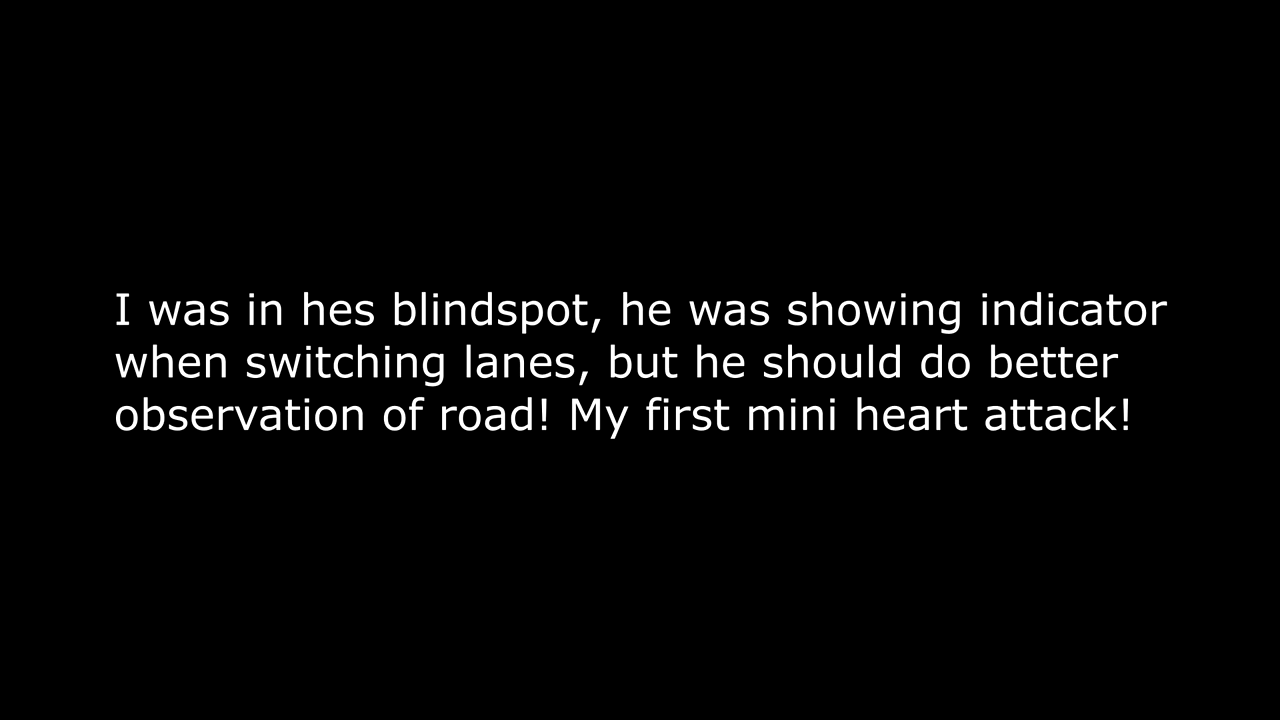 I was in hes blindspot, he was showing indicator
when switching lanes, but he should do better
observation of road! My first mini heart attack!